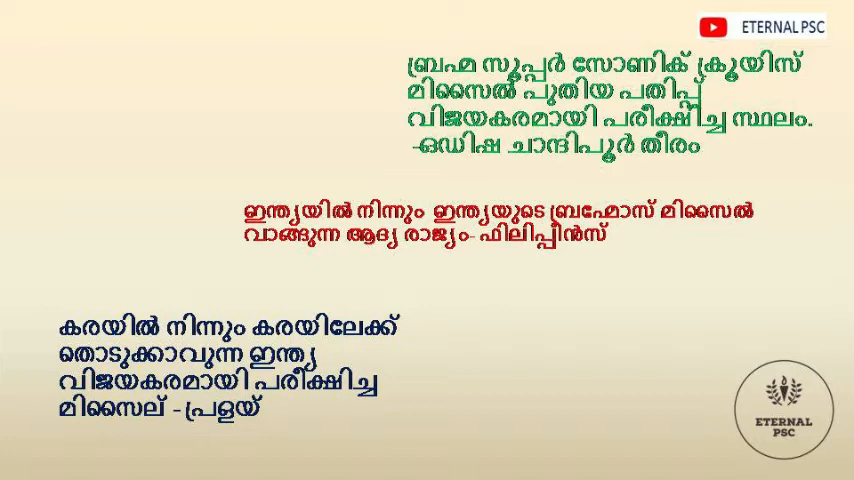 ETERNAL PSC
ബ്രഹ്മ സൂപ്പർ സോണിക് ക്രൂയിസ്
മിസൈൽ പുതിയ പതിപ്പ്
വിജയകരമായി പരീക്ഷിച്ച സ്ഥലം.
-ഒഡിഷ ചാന്ദിപൂർ തീരം
ഇന്ത്യയിൽ നിന്നും ഇന്ത്യയുടെ ബ്രഹ്മോസ് മിസൈൽ
വാങ്ങുന്ന ആദ്യ രാജ്യം- ഫിലിപ്പീൻസ്
കരയിൽ നിന്നും കരയിലേക്ക്
തൊടുക്കാവുന്ന ഇന്ത്യ
വിജയകരമായി പരീക്ഷിച്ച
മിസൈല് -പ്രളയ്
ETERNAL
PSC